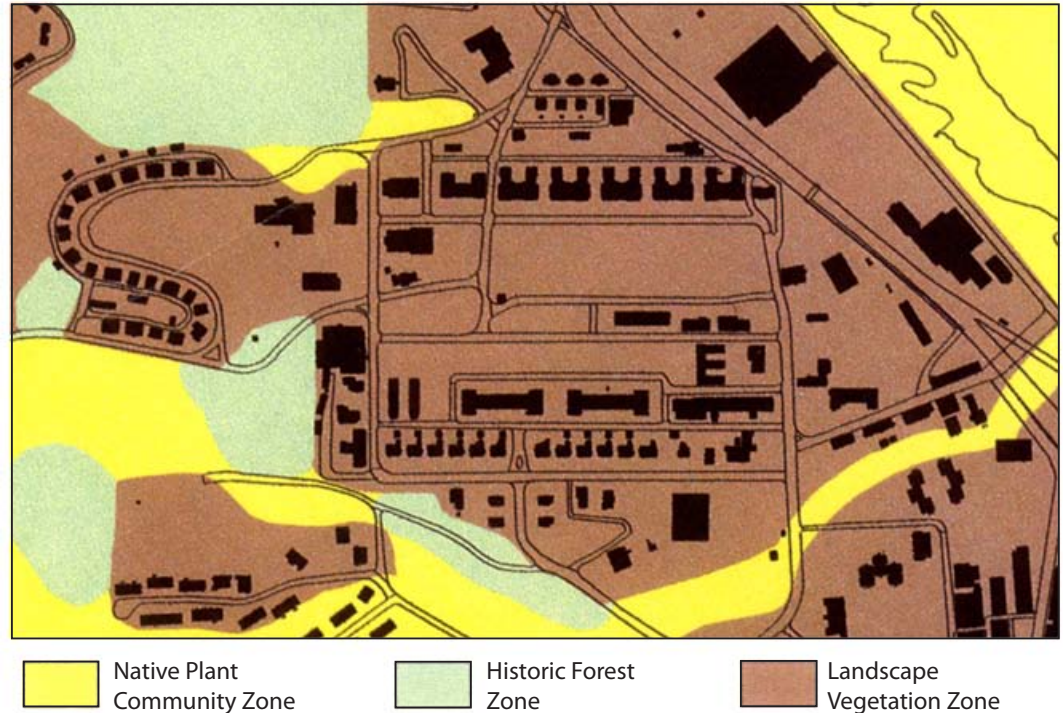 Native Plant
Community Zone
Historic Forest
Zone
Landscape
Vegetation Zone